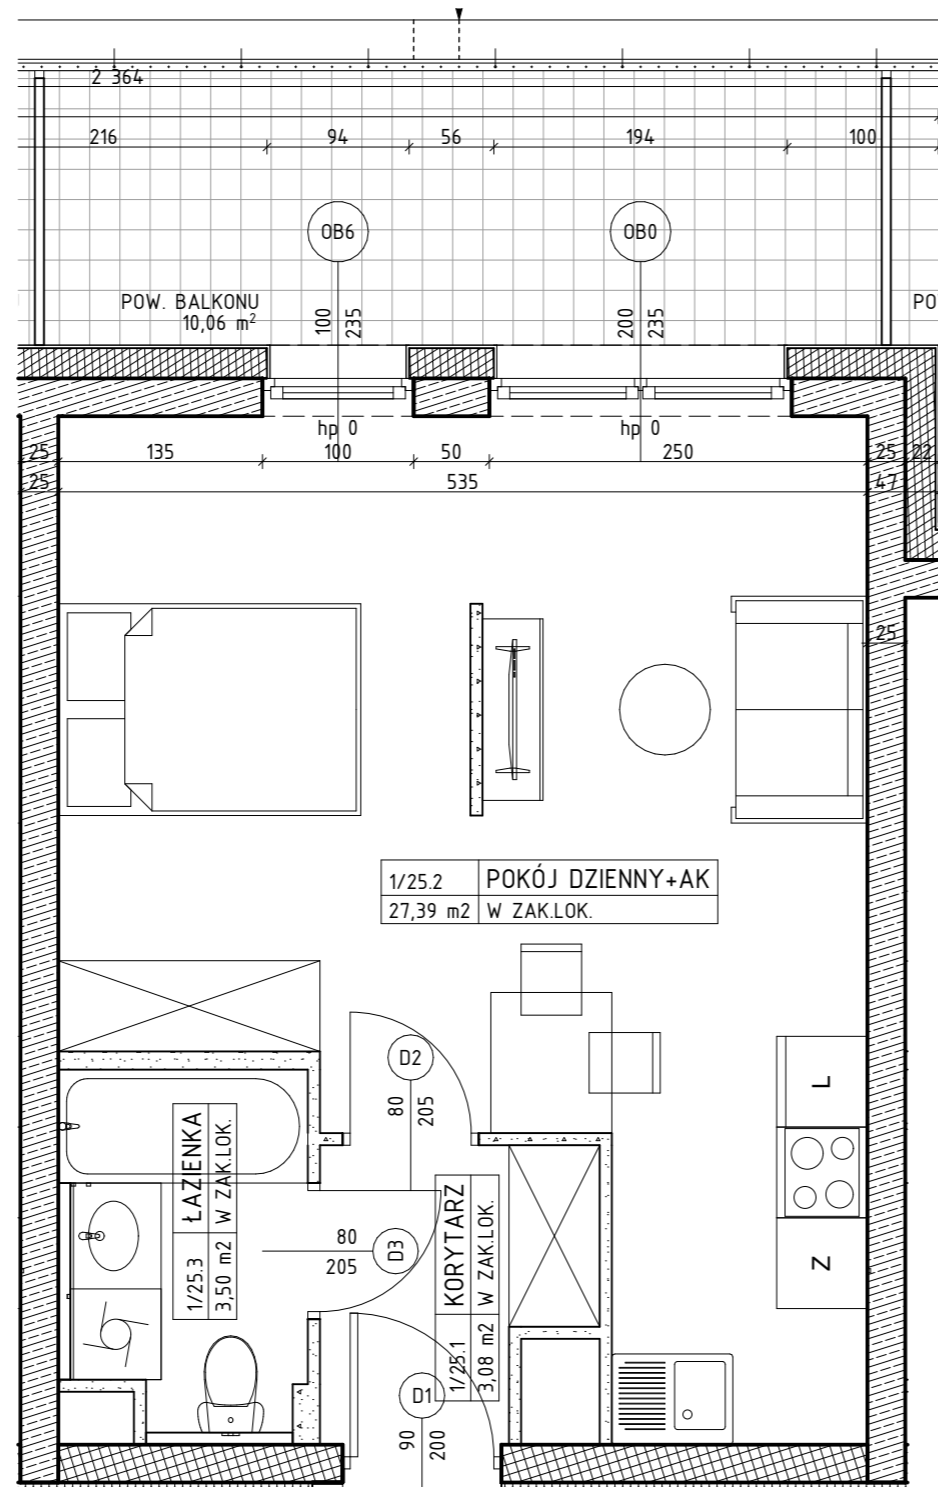 2 364
216 94 56 194 100
OB6 OB0
POW. BALKONU
10,06 m²
100
235
200
235
PO
hp 0 hp 0
25 135 100 50 250 25 22
25 535 47
25
1/25.2 POKÓJ DZIENNY+AK
27,39 m2 W ZAK.LOK.
D2
80
205
L
1/25.3 ŁAZIENKA
3,50 m2 W ZAK.LOK.
80
205
D3
1/25.1 KORYTARZ
3,08 m2 W ZAK.LOK.
Z
D1
90
200